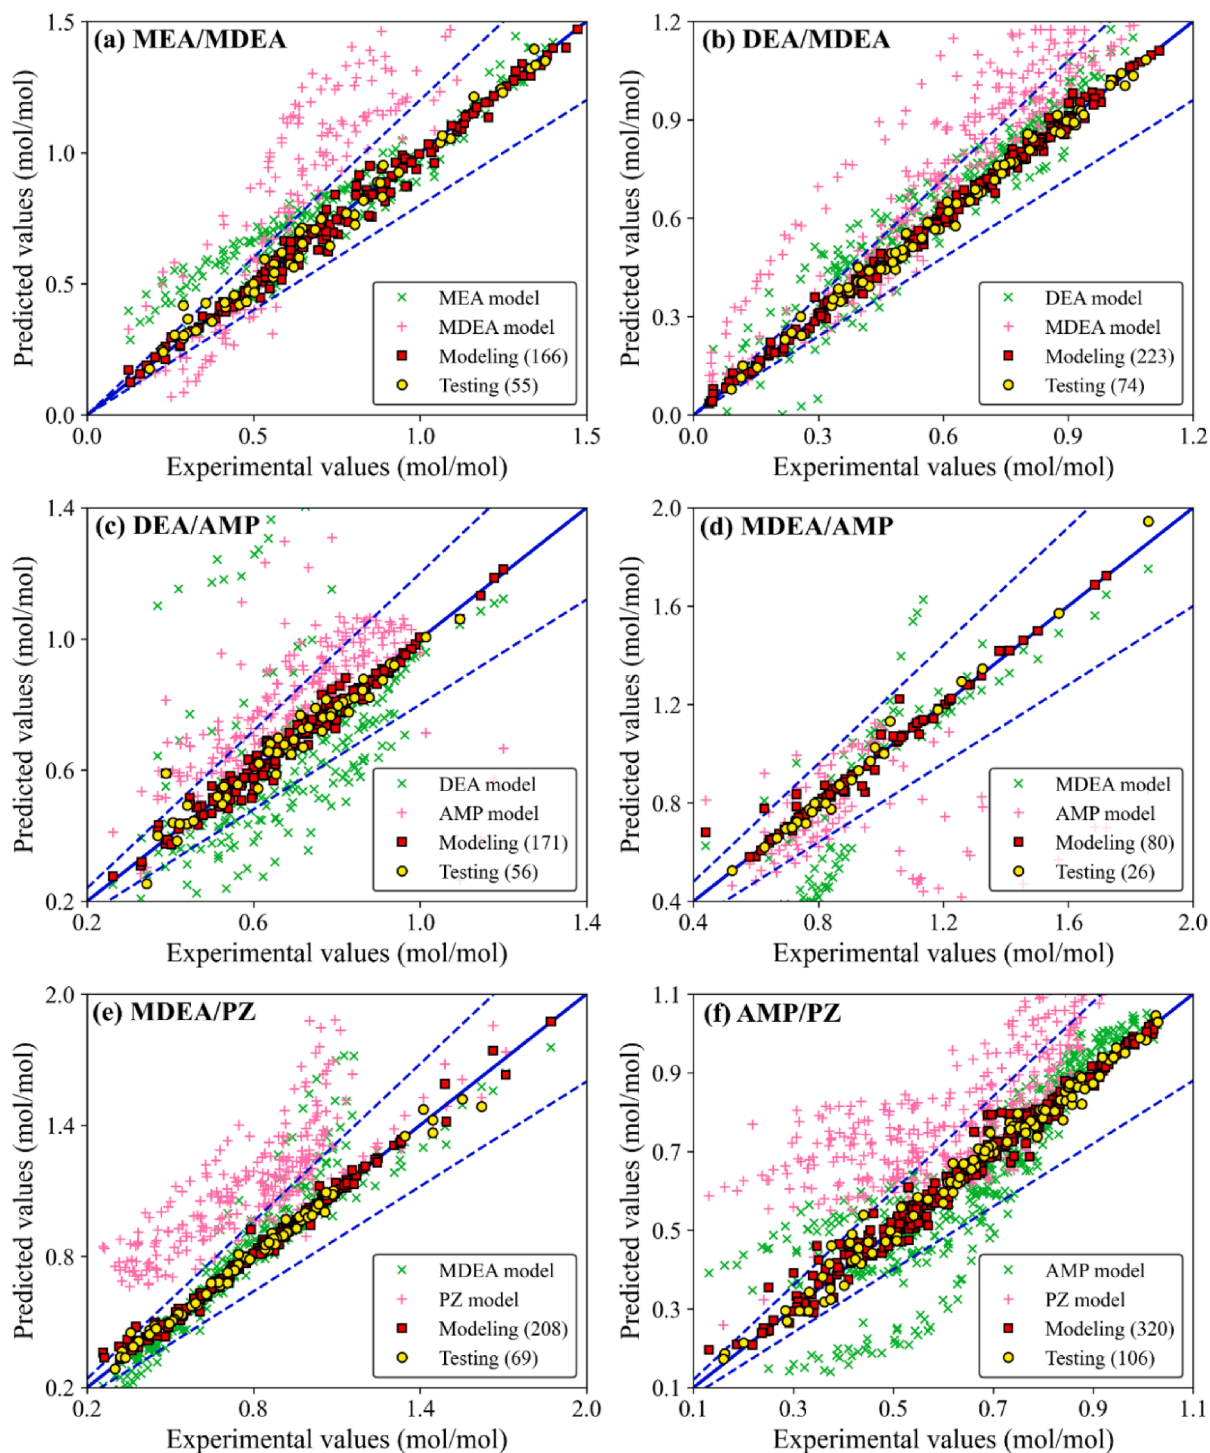 (a) MEA/MDEA
Predicted values (mol/mol)
1.5
1.0
0.5
0.0
MEA model
MDEA model
Modeling (166)
Testing (55)
0.0 0.5 1.0 1.5
Experimental values (mol/mol)
(b) DEA/MDEA
Predicted values (mol/mol)
1.2
0.9
0.6
0.3
0.0
DEA model
MDEA model
Modeling (223)
Testing (74)
0.0 0.3 0.6 0.9 1.2
Experimental values (mol/mol)
(c) DEA/AMP
Predicted values (mol/mol)
1.4
1.0
0.6
0.2
DEA model
AMP model
Modeling (171)
Testing (56)
0.2 0.6 1.0 1.4
Experimental values (mol/mol)
(d) MDEA/AMP
Predicted values (mol/mol)
2.0
1.6
1.2
0.8
0.4
MDEA model
AMP model
Modeling (80)
Testing (26)
0.4 0.8 1.2 1.6 2.0
Experimental values (mol/mol)
(e) MDEA/PZ
Predicted values (mol/mol)
2.0
1.4
0.8
0.2
MDEA model
PZ model
Modeling (208)
Testing (69)
0.2 0.8 1.4 2.0
Experimental values (mol/mol)
(f) AMP/PZ
Predicted values (mol/mol)
1.1
0.9
0.7
0.5
0.3
0.1
AMP model
PZ model
Modeling (320)
Testing (106)
0.1 0.3 0.5 0.7 0.9 1.1
Experimental values (mol/mol)